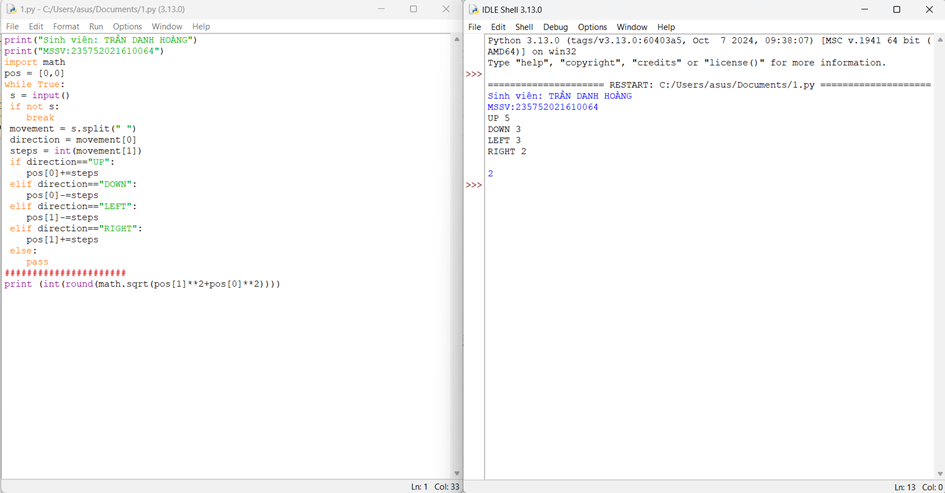 1.py - C:/Users/asus/Documents/1.py (3.13.0)
File Edit Format Run Options Window Help
print("Sinh viên: TRẦN DANH HOÀNG")
print("MSSV:235752021610064")
import math
pos = [0,0]
while True:
 s = input()
 if not s:
    break
 movement = s.split(" ")
 direction = movement[0]
 steps = int(movement[1])
 if direction=="UP":
    pos[0]+=steps
 elif direction=="DOWN":
    pos[0]-=steps
 elif direction=="LEFT":
    pos[1]-=steps
 elif direction=="RIGHT":
    pos[1]+=steps
 else:
    pass
######################
print (int(round(math.sqrt(pos[1]**2+pos[0]**2))))
Ln: 1 Col: 33
IDLE Shell 3.13.0
File Edit Shell Debug Options Window Help
Python 3.13.0 (tags/v3.13.0:60403a5, Oct  7 2024, 09:38:07) [MSC v.1941 64 bit (
AMD64)] on win32
Type "help", "copyright", "credits" or "license()" for more information.
>>>
===================== RESTART: C:/Users/asus/Documents/1.py ====================
Sinh viên: TRẦN DANH HOÀNG
MSSV:235752021610064
UP 5
DOWN 3
LEFT 3
RIGHT 2
2
>>>
Ln: 13 Col: 0